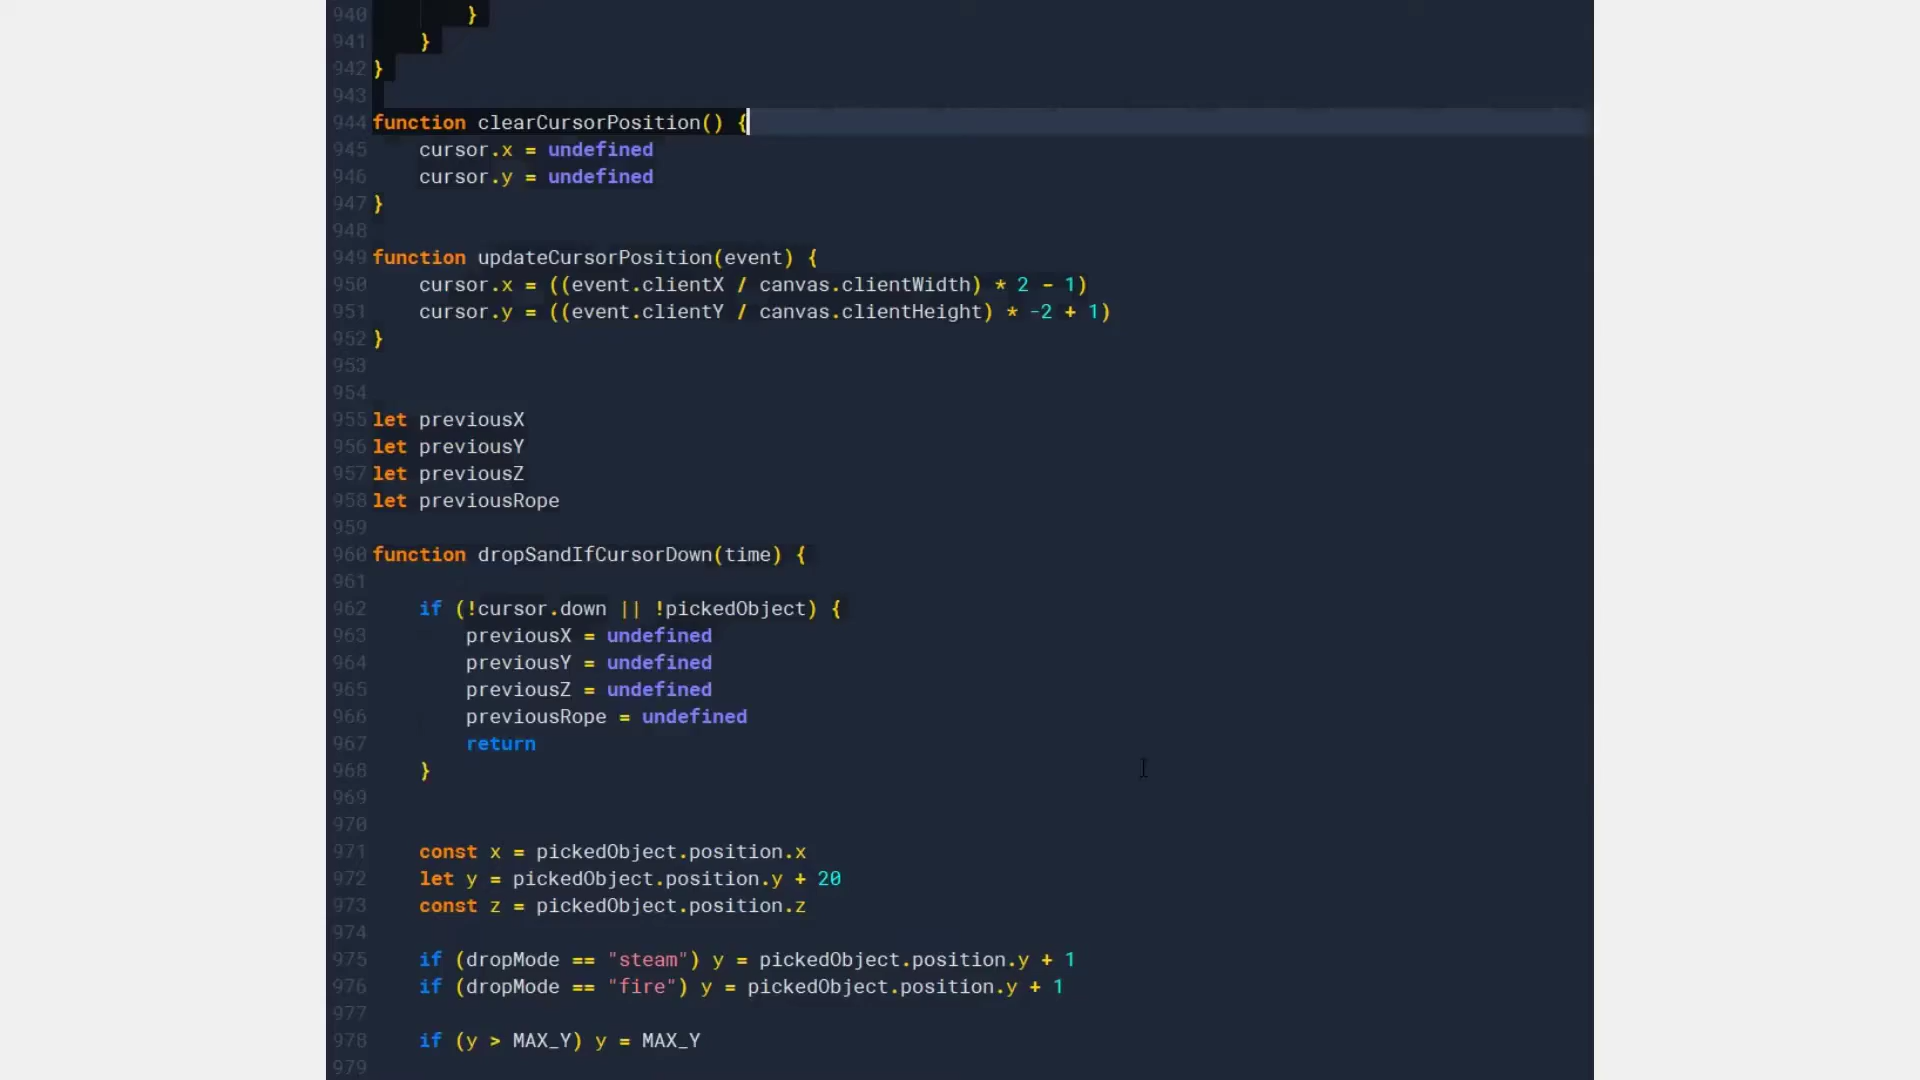 940 }
941 }
942 }
943
944 function clearCursorPosition() {
945 cursor.x = undefined
946 cursor.y = undefined
947 }
948
949 function updateCursorPosition(event) {
950 cursor.x = ((event.clientX / canvas.clientWidth) * 2 - 1)
951 cursor.y = ((event.clientY / canvas.clientHeight) * -2 + 1)
952 }
953
954
955 let previousX
956 let previousY
957 let previousZ
958 let previousRope
959
960 function dropSandIfCursorDown(time) {
961
962 if (!cursor.down || !pickedObject) {
963 previousX = undefined
964 previousY = undefined
965 previousZ = undefined
966 previousRope = undefined
967 return
968 }
969
970
971 const x = pickedObject.position.x
972 let y = pickedObject.position.y + 20
973 const z = pickedObject.position.z
974
975 if (dropMode == "steam") y = pickedObject.position.y + 1
976 if (dropMode == "fire") y = pickedObject.position.y + 1
977
978 if (y > MAX_Y) y = MAX_Y
979